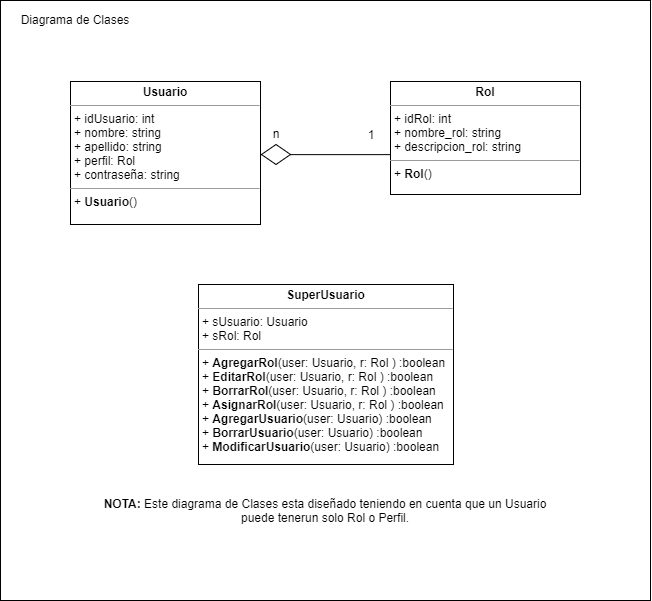 Diagrama de Clases
Usuario
+ idUsuario: int
+ nombre: string
+ apellido: string
+ perfil: Rol
+ contraseña: string
+ Usuario()
n
1
Rol
+ idRol: int
+ nombre_rol: string
+ descripcion_rol: string
+ Rol()
SuperUsuario
+ sUsuario: Usuario
+ sRol: Rol
+ AgregarRol(user: Usuario, r: Rol ) :boolean
+ EditarRol(user: Usuario, r: Rol ) :boolean
+ BorrarRol(user: Usuario, r: Rol ) :boolean
+ AsignarRol(user: Usuario, r: Rol ) :boolean
+ AgregarUsuario(user: Usuario) :boolean
+ BorrarUsuario(user: Usuario) :boolean
+ ModificarUsuario(user: Usuario) :boolean
NOTA: Este diagrama de Clases esta diseñado teniendo en cuenta que un Usuario
puede tenerun solo Rol o Perfil.